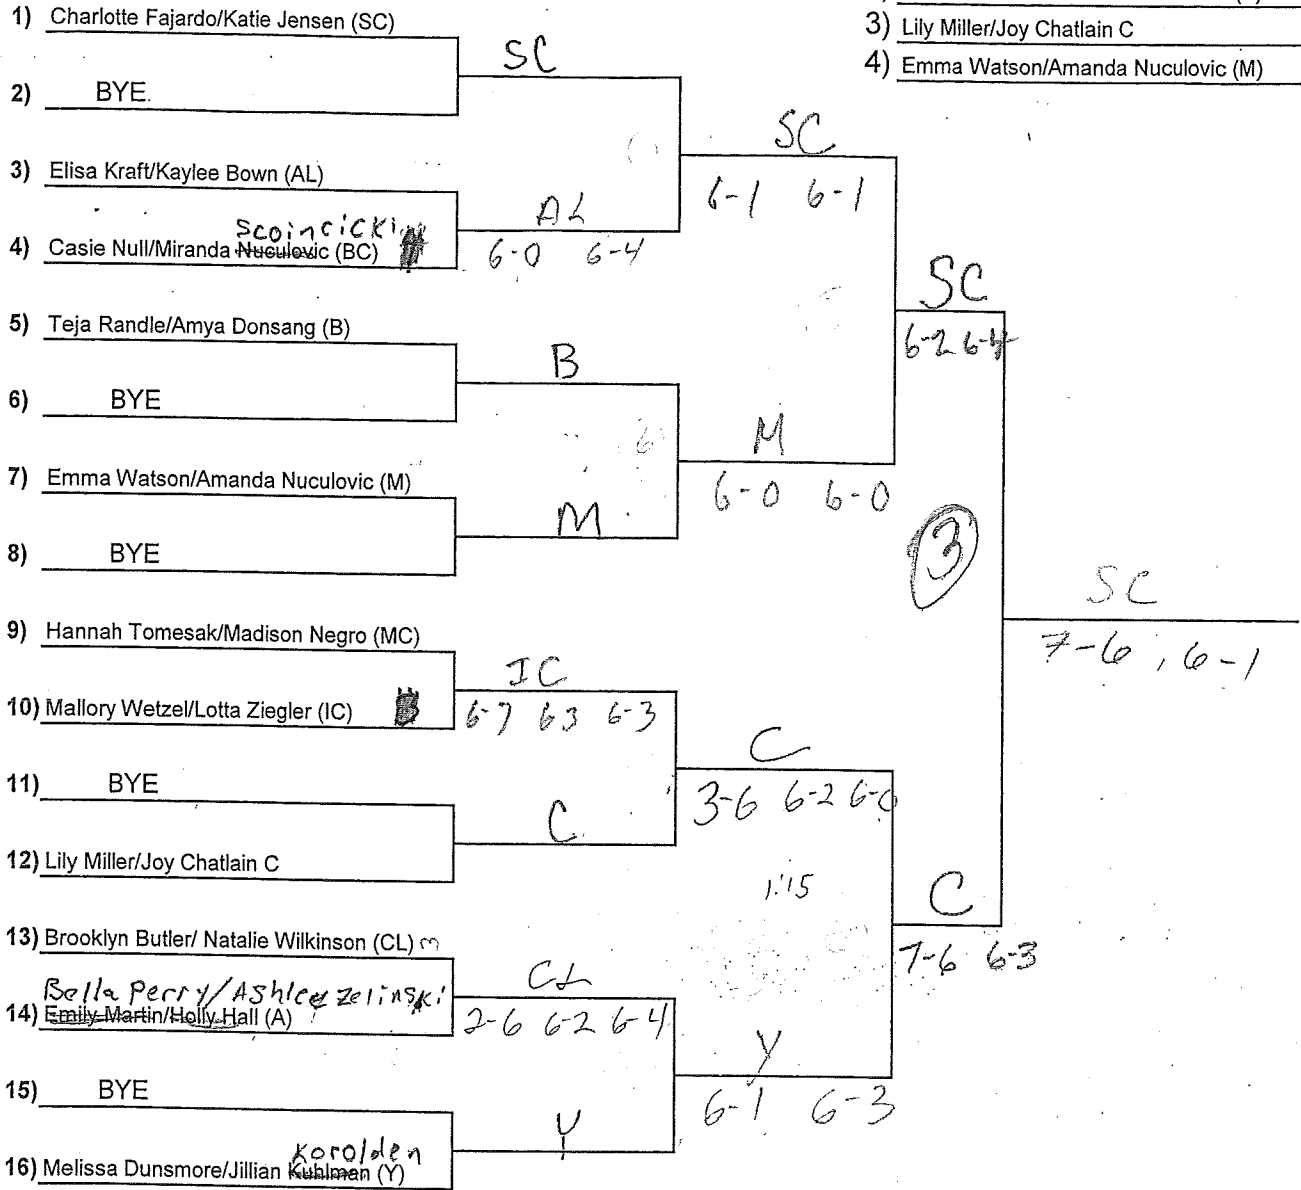 1) Charlotte Fajardo/Katie Jensen (SC)
3) Lily Miller/Joy Chatlain C
SC
4) Emma Watson/Amanda Nuculovic (M)
2) BYE
SC
3) Elisa Kraft/Kaylee Bown (AL)
6-1 6-1
AL
scoincicki
4) Casie Null/Miranda Nuculovic (BC)
6-0 6-4
SC
5) Teja Randle/Amya Donsang (B)
6-2 6-4
B
6) BYE
M
7) Emma Watson/Amanda Nuculovic (M)
6-0 6-0
M
3
8) BYE
SC
9) Hannah Tomesak/Madison Negro (MC)
7-6, 6-1
IC
10) Mallory Wetzel/Lotta Ziegler (IC)
6-7 6 3 6-3
C
11) BYE
3-6 6-2 6-0
C
12) Lily Miller/Joy Chatlain C
1:15
C
13) Brooklyn Butler/ Natalie Wilkinson (CL)
7-6 6-3
CL
Bella Perry/Ashley Zelinski
14) Emily Martin/Holly Hall (A)
2-6 6-2 6-4
Y
15) BYE
6-1 6-3
Y
Korolden
16) Melissa Dunsmore/Jillian Kuhlman (Y)